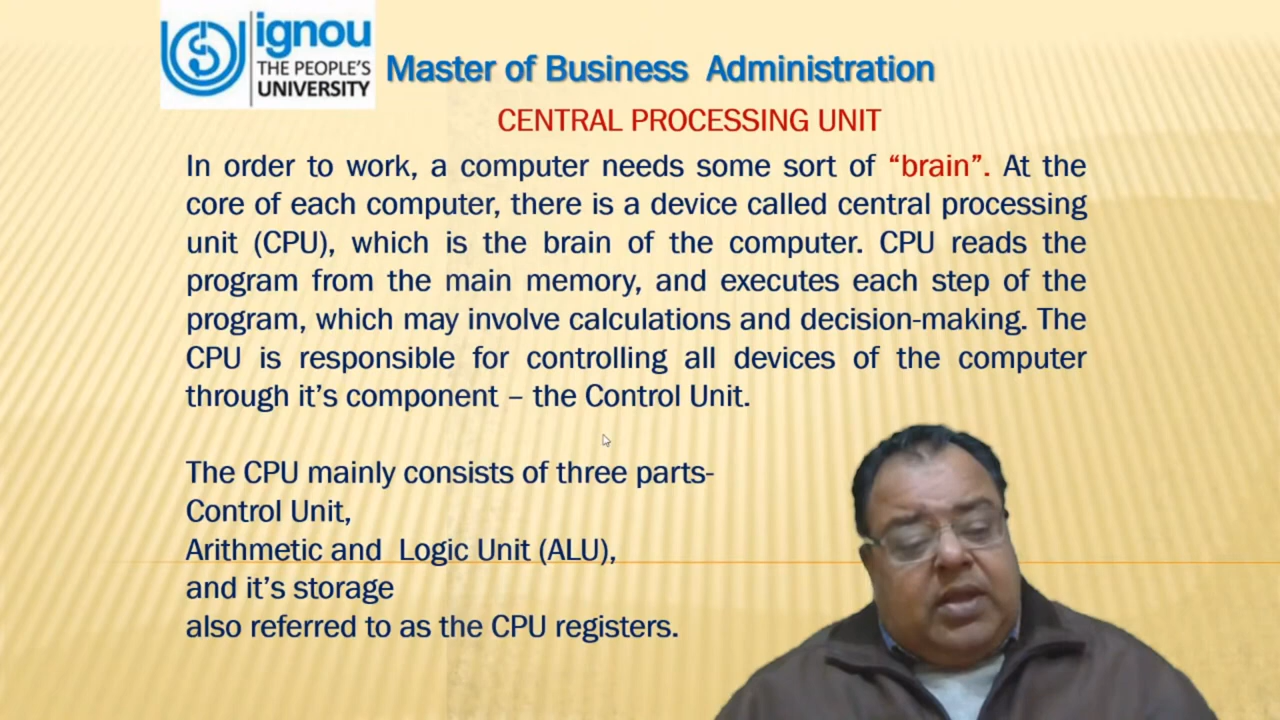 ignou
THE PEOPLE'S
UNIVERSITY
Master of Business Administration
CENTRAL PROCESSING UNIT
In order to work, a computer needs some sort of “brain”. At the
core of each computer, there is a device called central processing
unit (CPU), which is the brain of the computer. CPU reads the
program from the main memory, and executes each step of the
program, which may involve calculations and decision-making. The
CPU is responsible for controlling all devices of the computer
through it’s component – the Control Unit.
The CPU mainly consists of three parts-
Control Unit,
Arithmetic and Logic Unit (ALU),
and it’s storage
also referred to as the CPU registers.